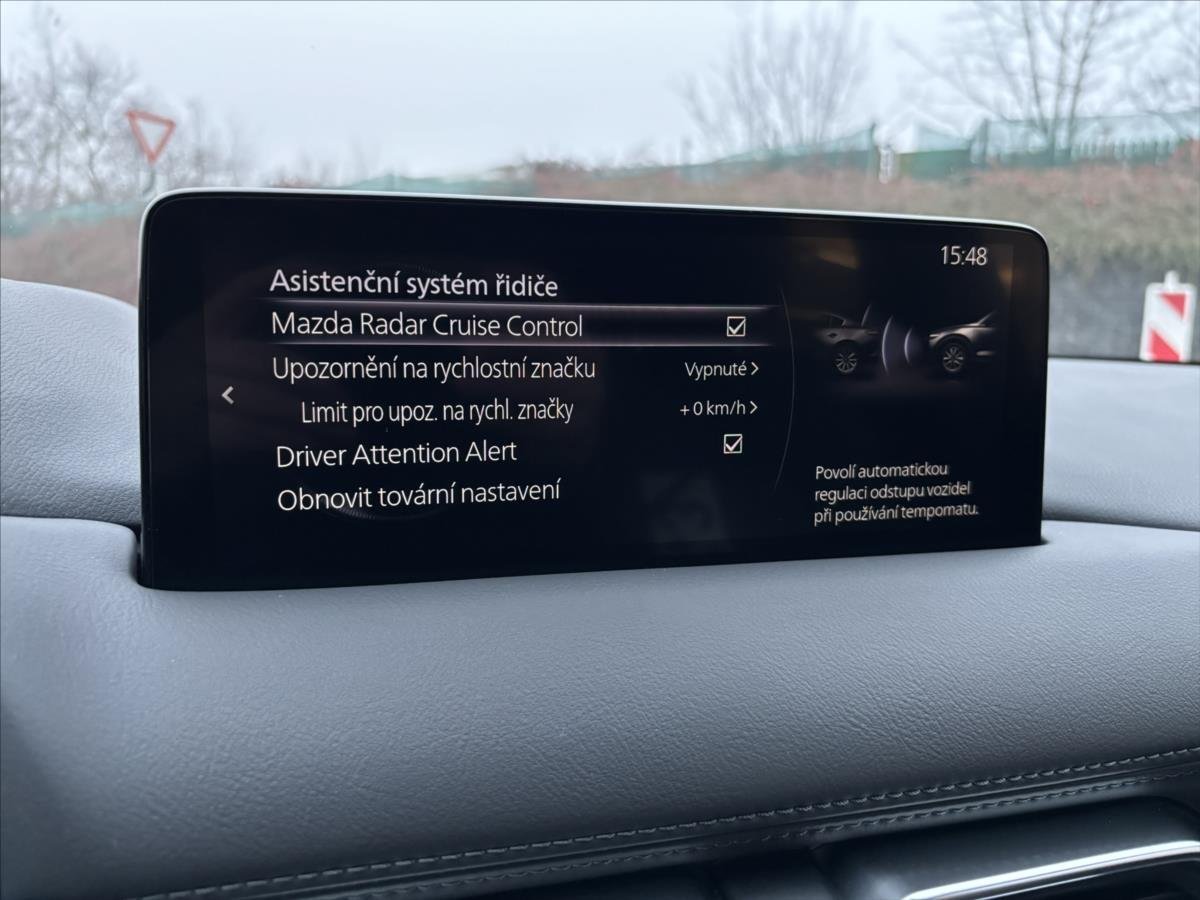 15:48
Asistenční systém řidiče
Mazda Radar Cruise Control
Upozornění na rychlostní značku Vypnuté >
Limit pro upoz. na rychl. značky +0 km/h >
Driver Attention Alert
Obnovit tovární nastavení
Povolí automatickou
regulaci odstupu vozidel
při používání tempomatu.